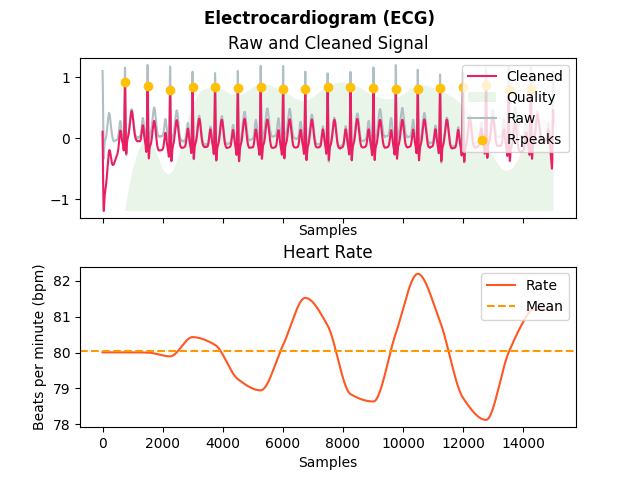 Electrocardiogram (ECG)
Raw and Cleaned Signal
1
0
−1
Cleaned
Quality
Raw
R-peaks
Samples
Heart Rate
Beats per minute (bpm)
82
81
80
79
78
Rate
Mean
0 2000 4000 6000 8000 10000 12000 14000
Samples